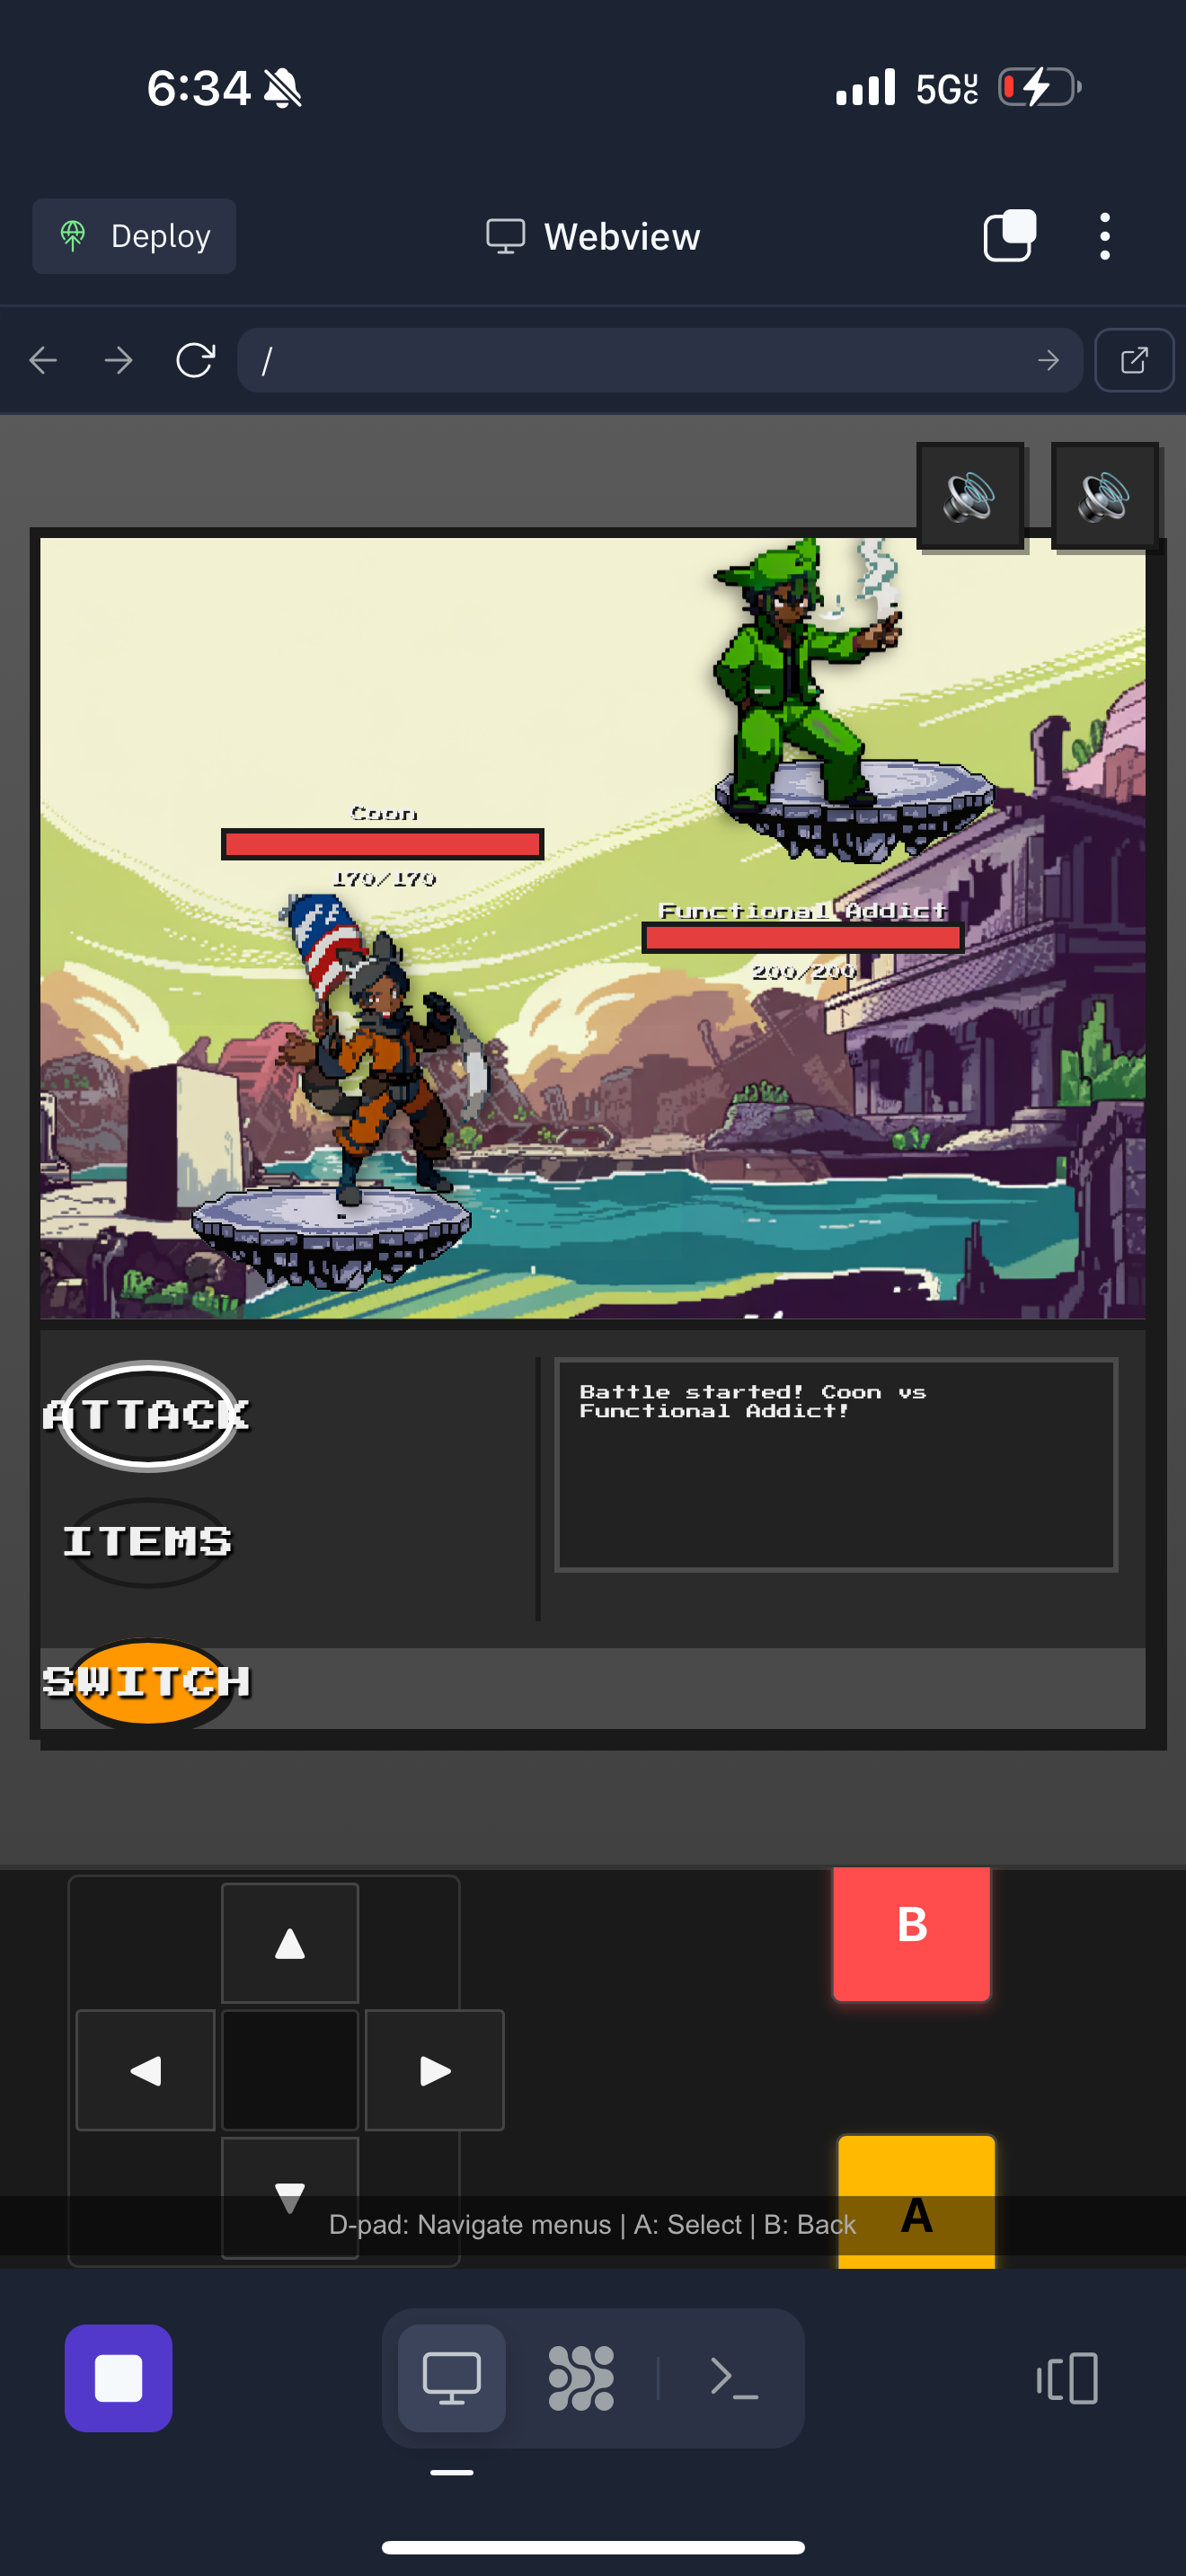 6:34
5GUC
Deploy
Webview
/
Coon
170/170
Functional Addict
200/200
ATTACK
ITEMS
SWITCH
Battle started! Coon vs
Functional Addict!
B
A
D-pad: Navigate menus | A: Select | B: Back